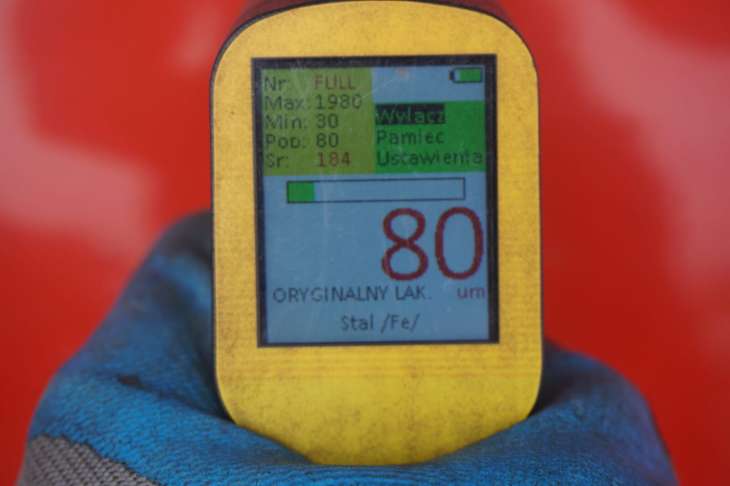 Nr: FULL
Max: 1980
Min: 30
Pop: 80
Sr: 184
Wylacz
Pamiec
Ustawienia
80
ORYGINALNY LAK. um
Stal /Fe/